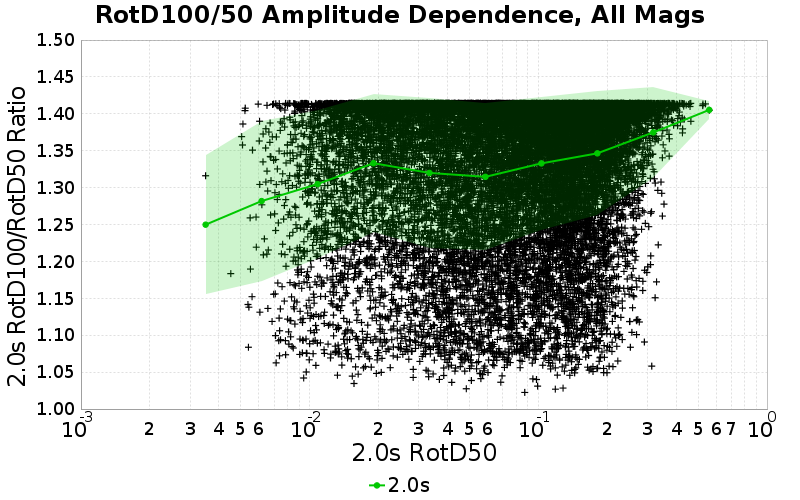 RotD100/50 Amplitude Dependence, All Mags
2.0s RotD100/RotD50 Ratio
1.50
1.45
1.40
1.35
1.30
1.25
1.20
1.15
1.10
1.05
1.00
10-3 2 3 4 5 6 10-2 2 3 4 5 6 10-1 2 3 4 5 6 7 100
2.0s RotD50
2.0s